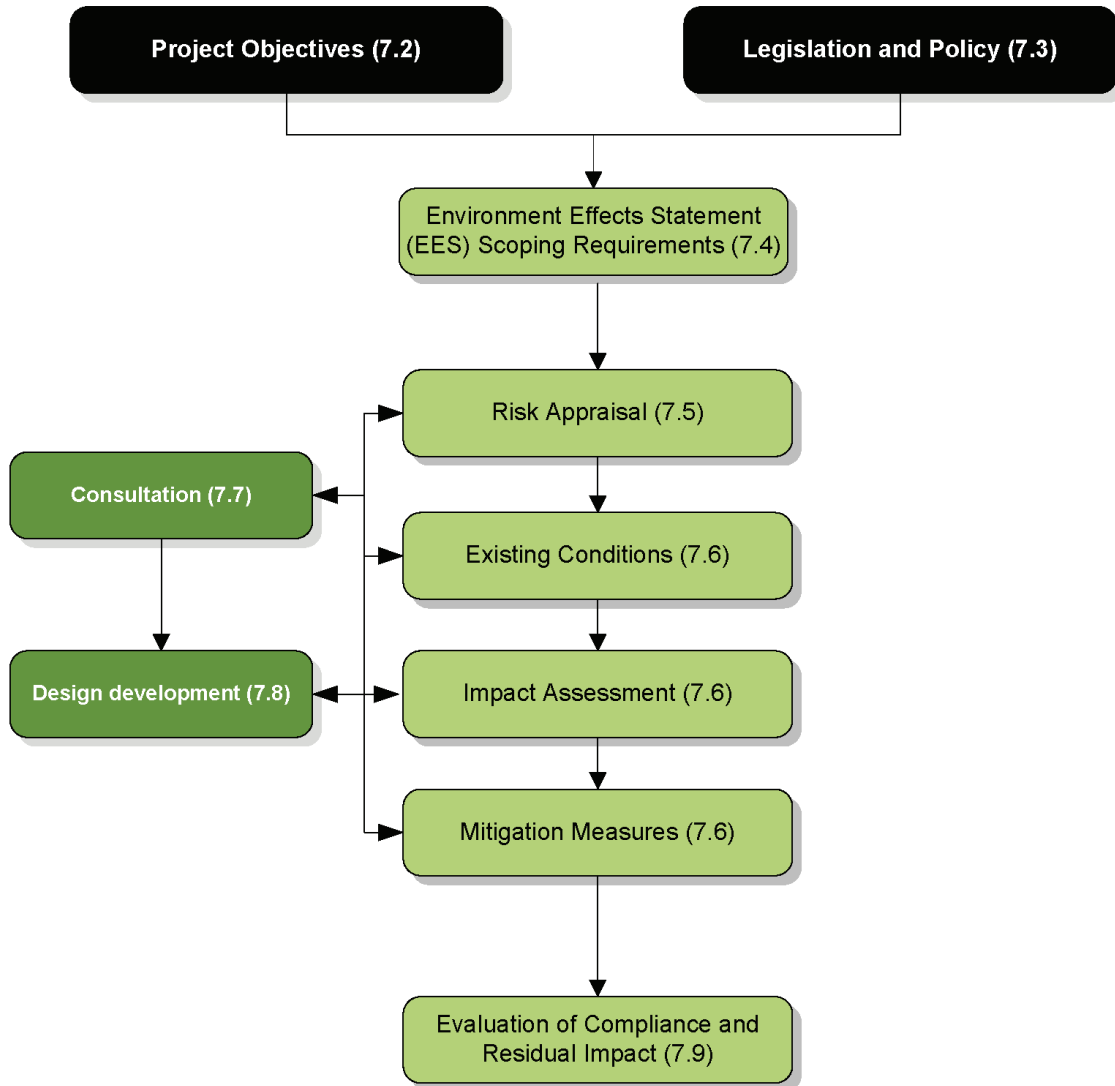 Project Objectives (7.2)
Legislation and Policy (7.3)
Environment Effects Statement
(EES) Scoping Requirements (7.4)
Risk Appraisal (7.5)
Consultation (7.7)
Existing Conditions (7.6)
Design development (7.8)
Impact Assessment (7.6)
Mitigation Measures (7.6)
Evaluation of Compliance and
Residual Impact (7.9)